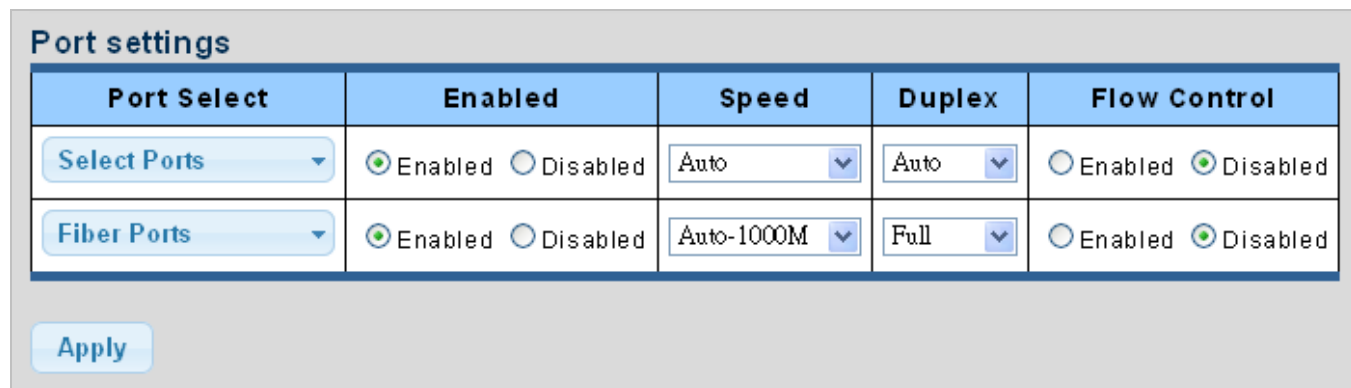 Port settings
Port Select Enabled Speed Duplex Flow Control
Select Ports Enabled Disabled Auto Auto Enabled Disabled
Fiber Ports Enabled Disabled Auto-1000M Full Enabled Disabled
Apply